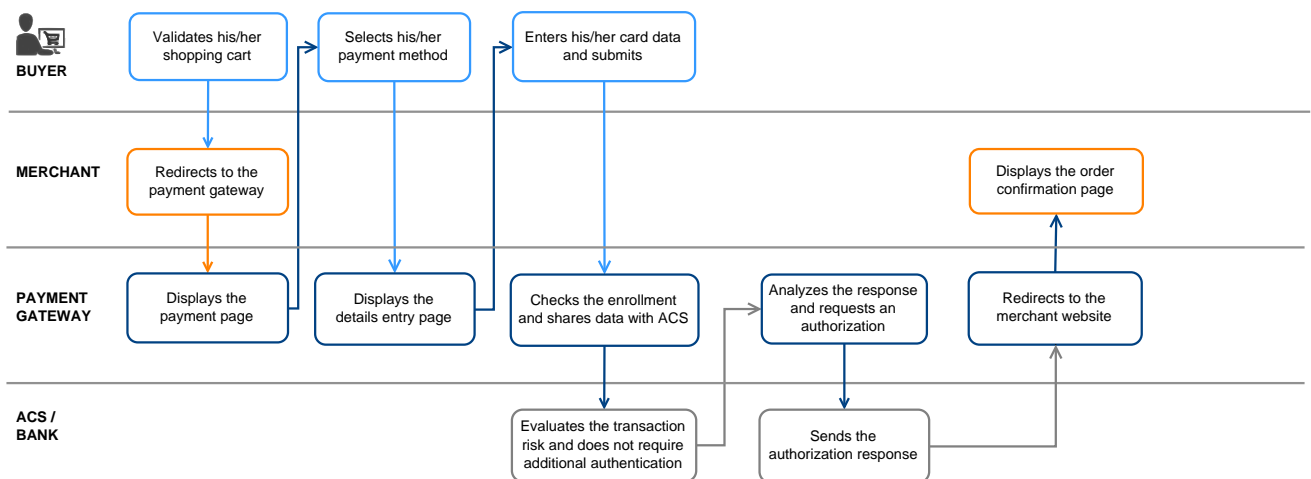 BUYER
Validates his/her
shopping cart
Selects his/her
payment method
Enters his/her card data
and submits
MERCHANT
Redirects to the
payment gateway
Displays the order
confirmation page
PAYMENT
GATEWAY
Displays the
payment page
Displays the
details entry page
Checks the enrollment
and shares data with ACS
Analyzes the response
and requests an
authorization
Redirects to the
merchant website
ACS /
BANK
Evaluates the transaction
risk and does not require
additional authentication
Sends the
authorization response